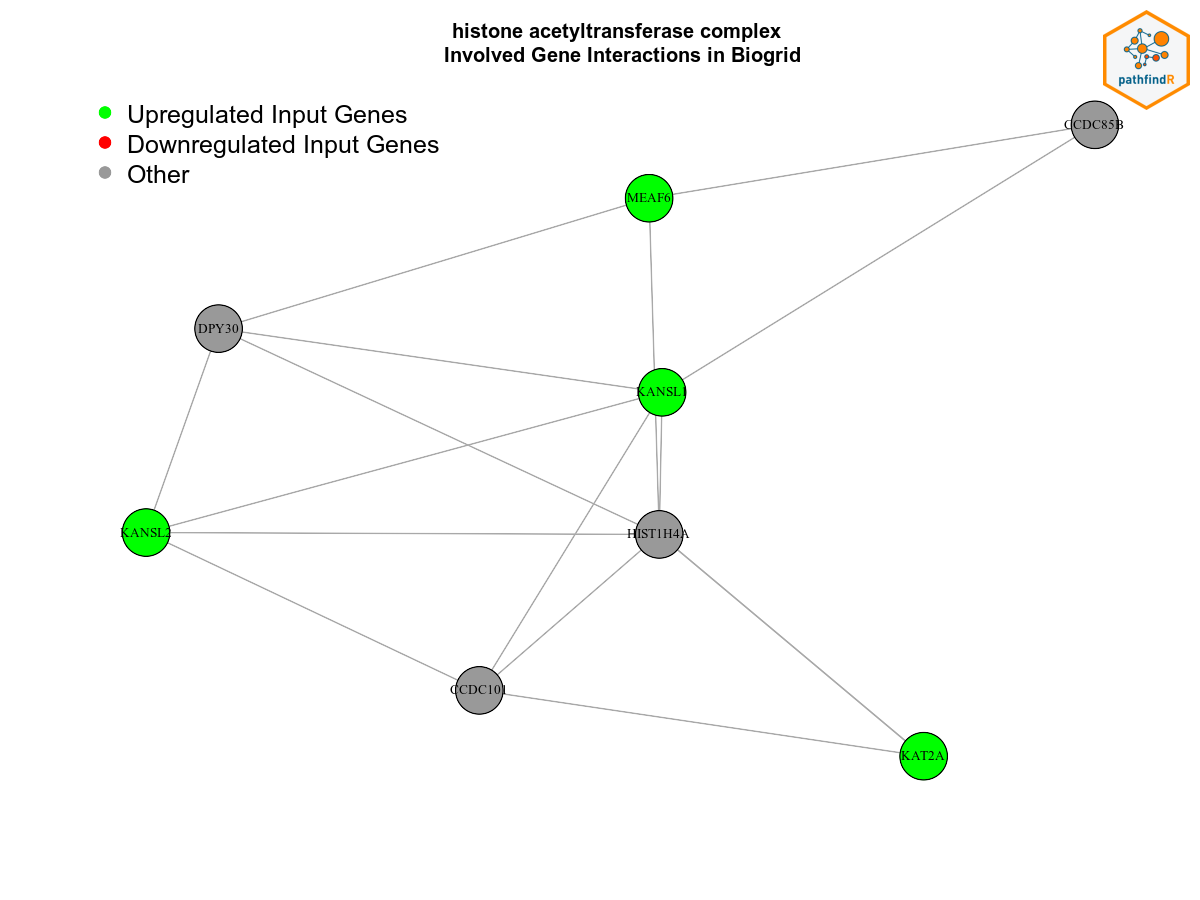 histone acetyltransferase complex
Involved Gene Interactions in Biogrid
pathfindR
Upregulated Input Genes
Downregulated Input Genes
Other
CCDC85B
MEAF6
DPY30
KANSL1
KANSL2
HIST1H4A
CCDC101
KAT2A